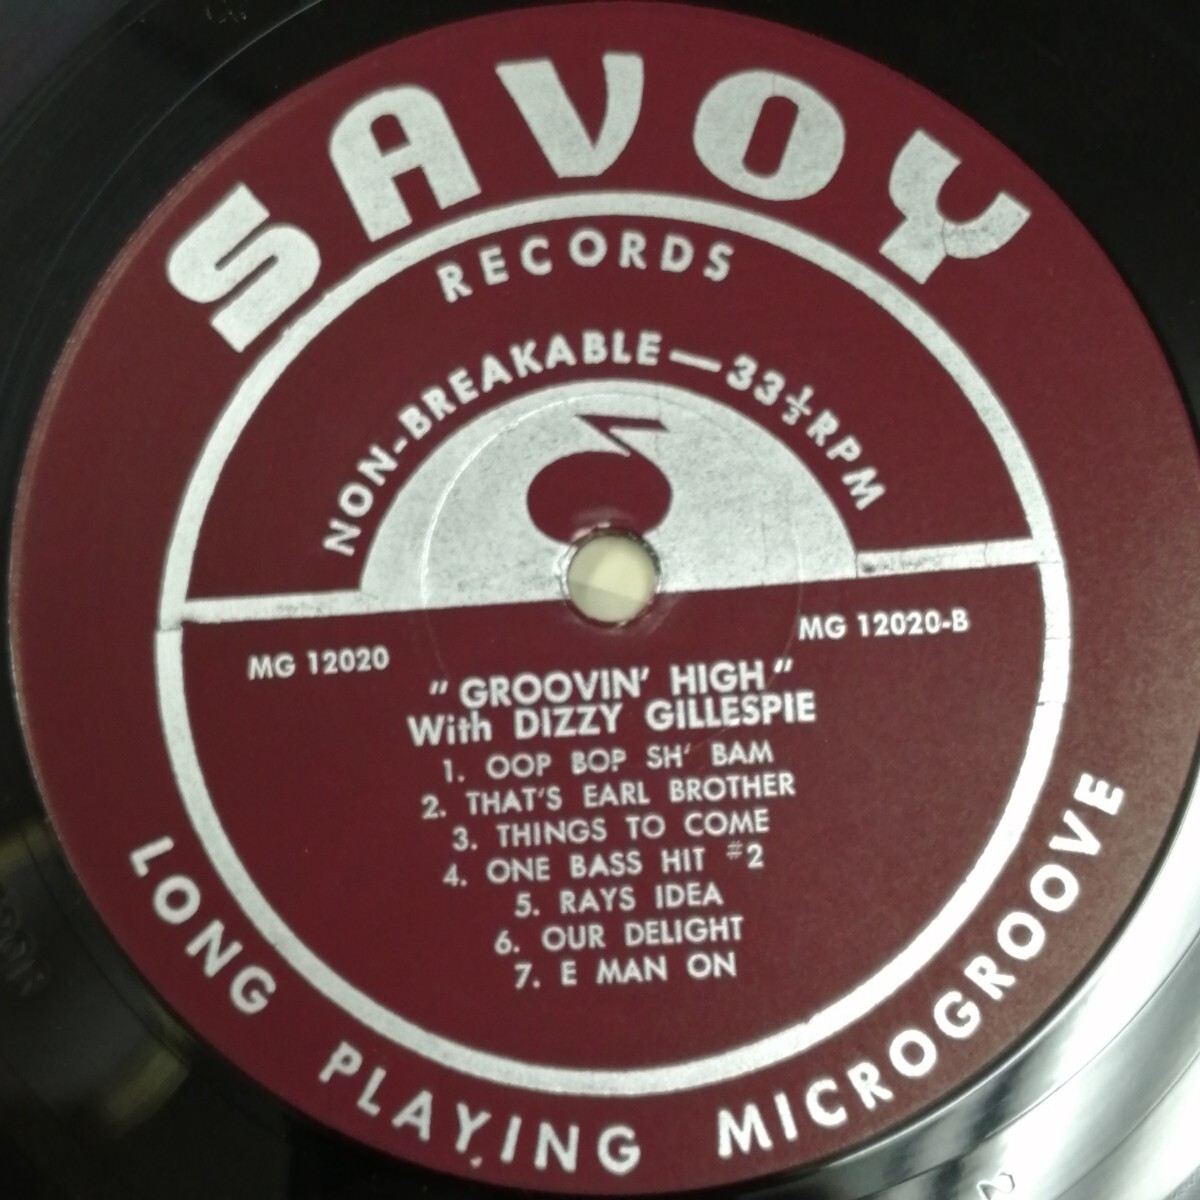 SAVOY
RECORDS
NON-BREAKABLE—33⅓RPM
MG 12020
MG 12020-B
"GROOVIN' HIGH"
With DIZZY GILLESPIE
1. OOP BOP SH' BAM
2. THAT'S EARL BROTHER
3. THINGS TO COME
4. ONE BASS HIT #2
5. RAYS IDEA
6. OUR DELIGHT
7. E MAN ON
LONG PLAYING MICROGROOVE